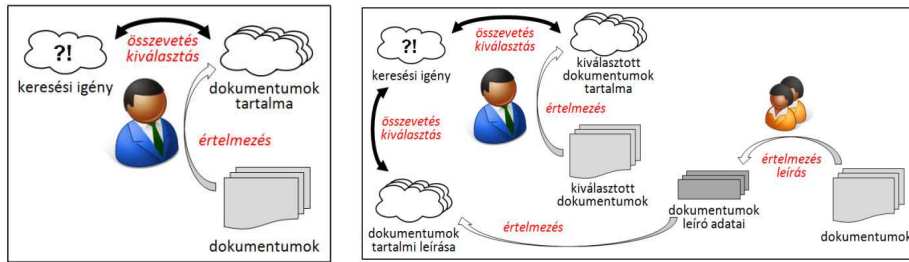 ?!
összevetés
kiválasztás
keresési igény
dokumentumok
tartalma
értelmezés
dokumentumok
?!
összevetés
kiválasztás
keresési igény
kiválasztott
dokumentumok
tartalma
összevetés
kiválasztás
értelmezés
értelmezés
leírás
kiválasztott
dokumentumok
dokumentumok
tartalmi leírása
értelmezés
dokumentumok
leíró adatai
dokumentumok